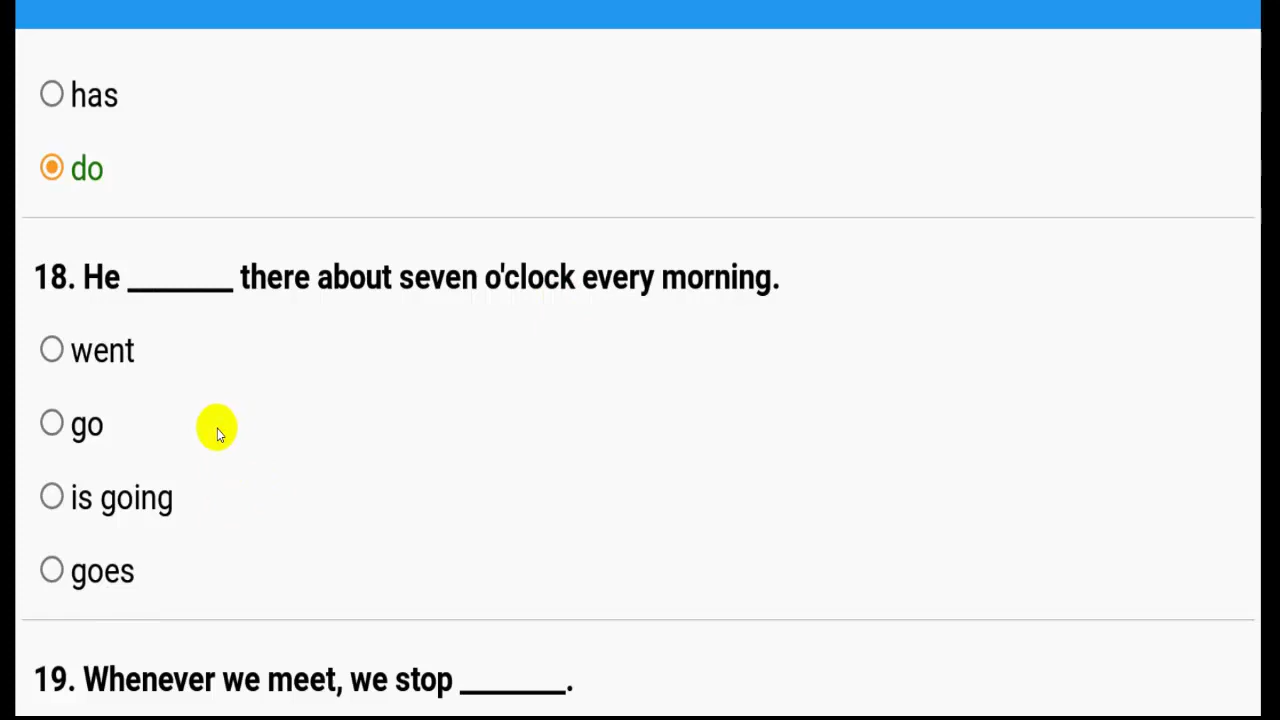 has
do
18. He _______ there about seven o'clock every morning.
went
go
is going
goes
19. Whenever we meet, we stop _______.